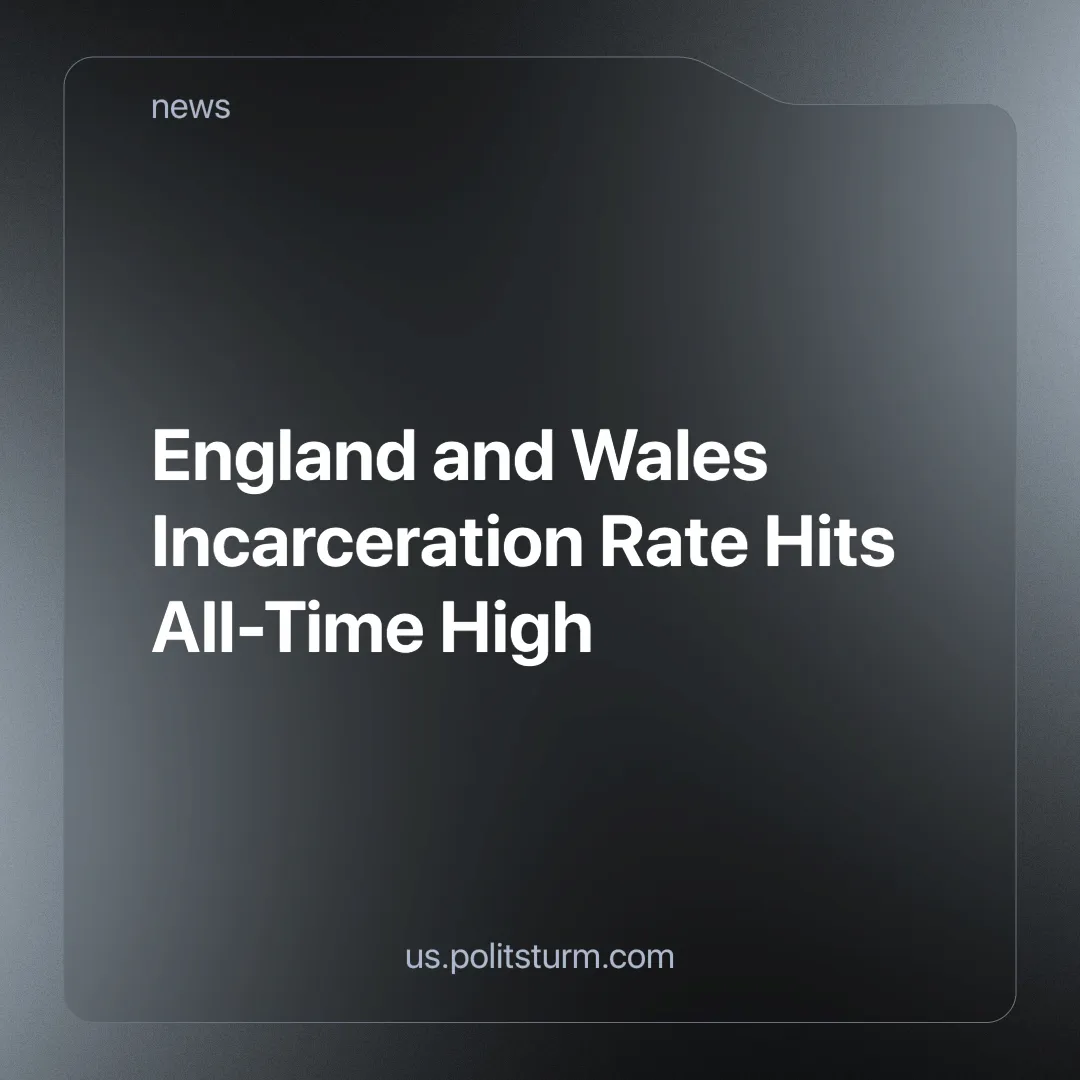 news
England and Wales
Incarceration Rate Hits
All-Time High
us.politsturm.com